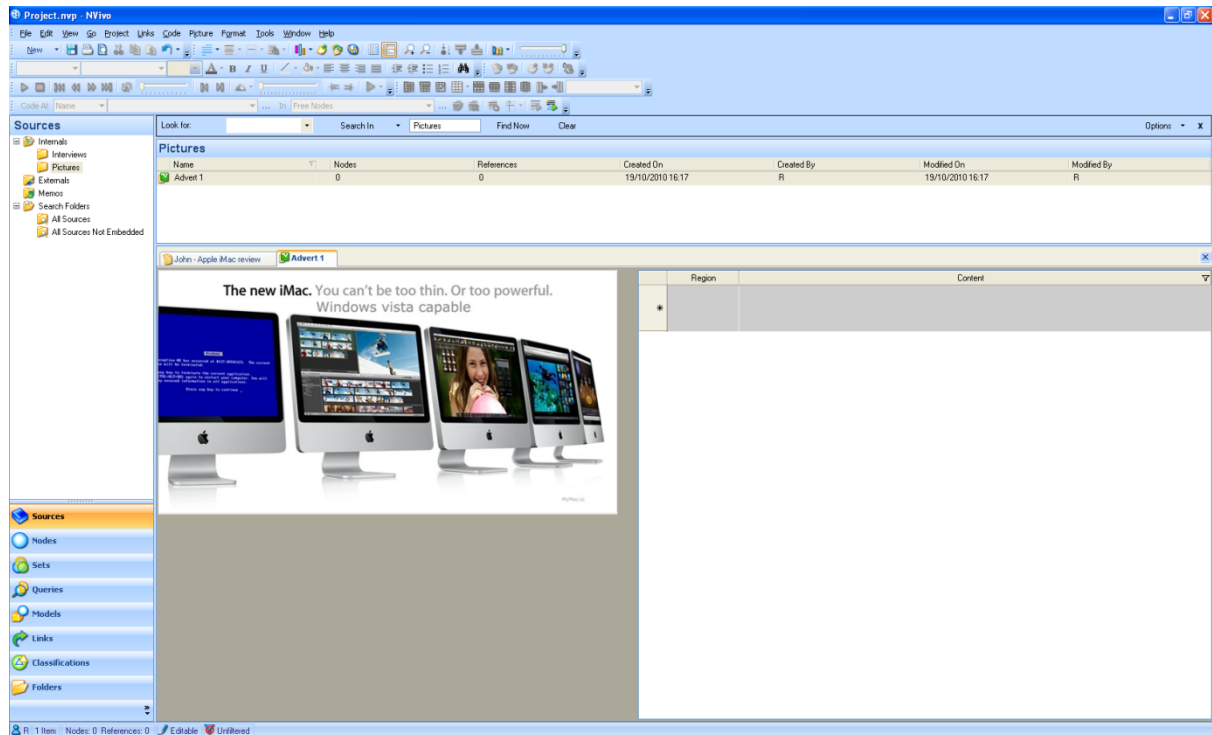 Project.nvp - NVivo
File Edit View Go Project Links Code Picture Format Tools Window Help
New
B I U
Code At Name ... In Free Nodes ...
Sources
Internals
Interviews
Pictures
Externals
Memos
Search Folders
All Sources
All Sources Not Embedded
Look for: Search In Pictures Find Now Clear Options x
Pictures
Name Nodes References Created On Created By Modified On Modified By
Advert 1 0 0 19/10/2010 16:17 R 19/10/2010 16:17 R
John - Apple iMac review Advert 1
The new iMac. You can't be too thin. Or too powerful.
Windows vista capable
Region Content
Sources
Nodes
Sets
Queries
Models
Links
Classifications
Folders
R 1 Item Nodes: 0 References: 0 Editable Unfiltered